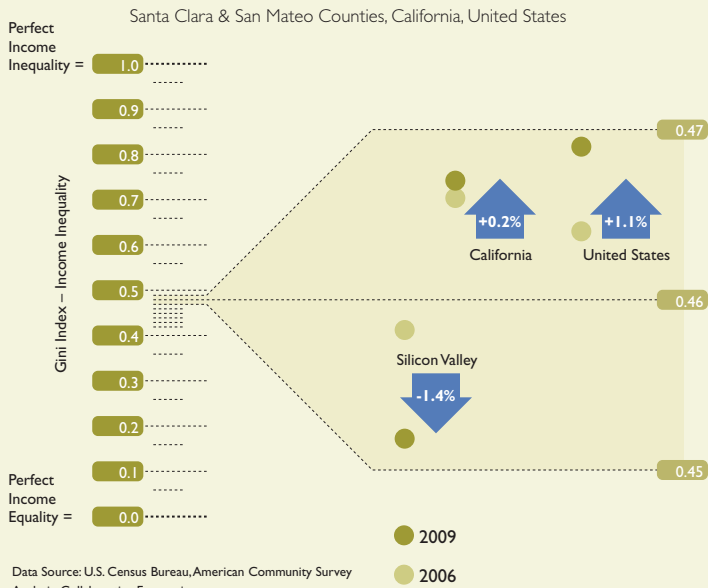 Santa Clara & San Mateo Counties, California, United States
Perfect
Income
Inequality =
1.0
0.9
0.8
0.7
0.6
0.5
0.4
0.3
0.2
0.1
0.0
Gini Index – Income Inequality
Perfect
Income
Equality =
0.47
0.46
0.45
+0.2%
California
+1.1%
United States
Silicon Valley
-1.4%
2009
2006
Data Source: U.S. Census Bureau, American Community Survey